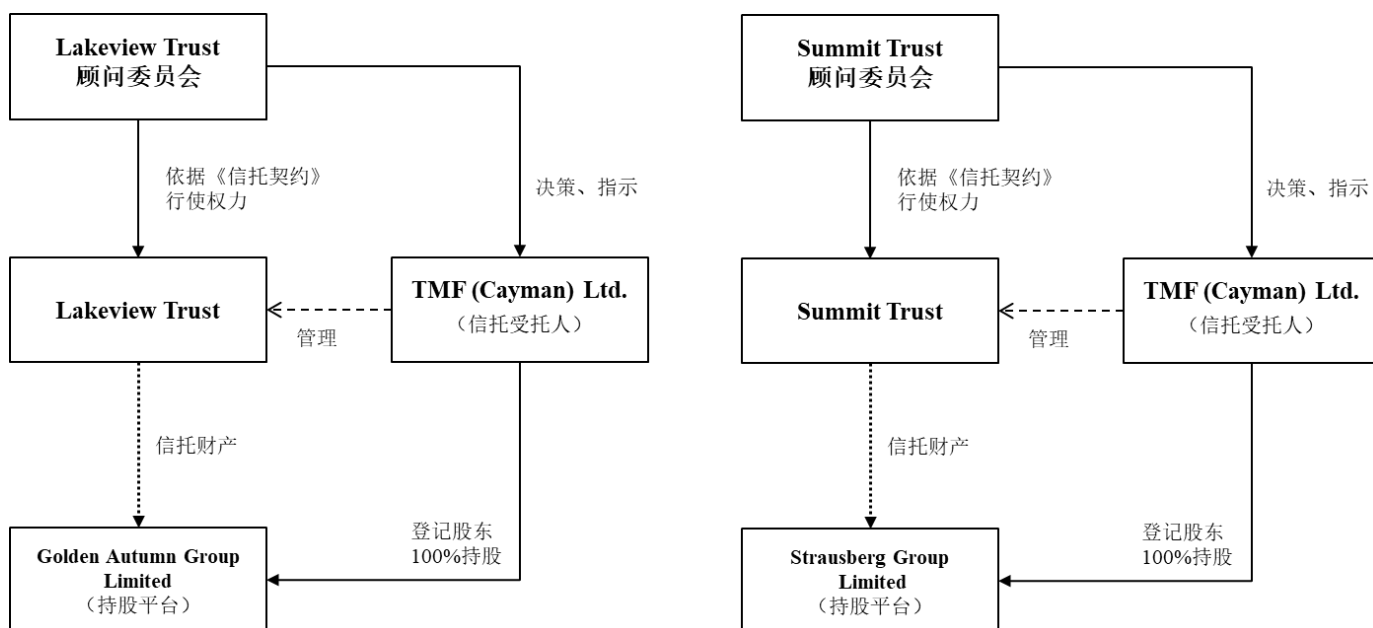 Lakeview Trust
顾问委员会
依据《信托契约》
行使权力
决策、指示
Lakeview Trust
TMF (Cayman) Ltd.
（信托受托人）
管理
信托财产
登记股东
100%持股
Golden Autumn Group
Limited
（持股平台）
Summit Trust
顾问委员会
依据《信托契约》
行使权力
决策、指示
Summit Trust
TMF (Cayman) Ltd.
（信托受托人）
管理
信托财产
登记股东
100%持股
Strausberg Group
Limited
（持股平台）